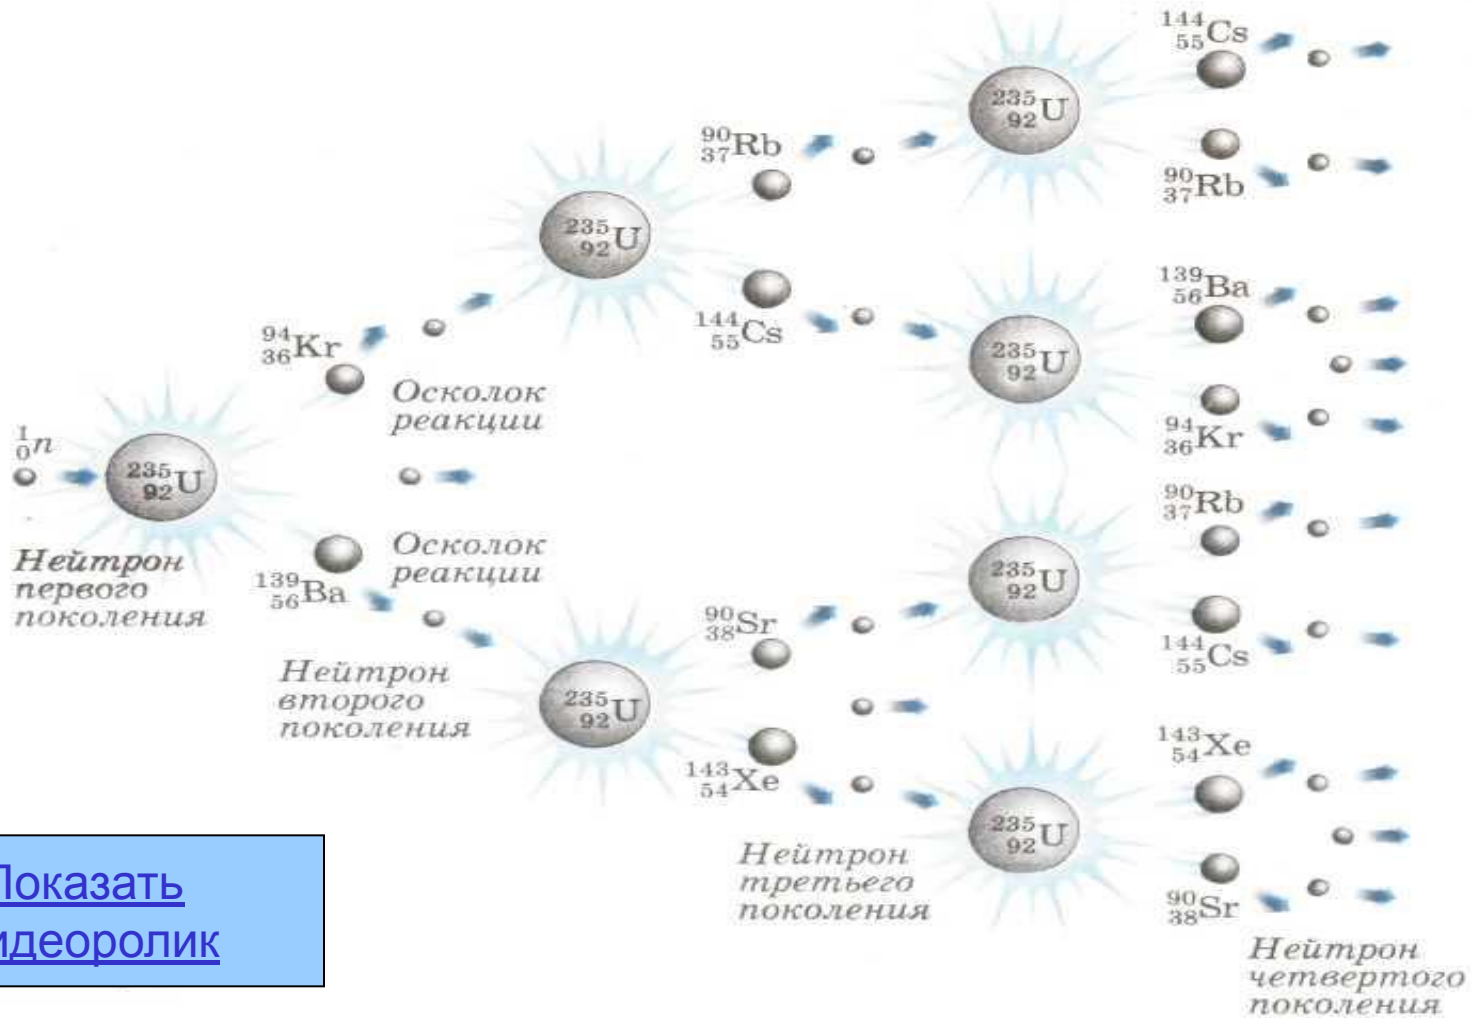 ¹₀n
²³⁵₉₂U
Нейтрон
первого
поколения
⁹⁴₃₆Kr
Осколок
реакции
Осколок
реакции
¹³⁹₅₆Ba
Нейтрон
второго
поколения
²³⁵₉₂U
⁹⁰₃₇Rb
¹⁴⁴₅₅Cs
²³⁵₉₂U
⁹⁰₃₈Sr
¹⁴³₅₄Xe
Нейтрон
третьего
поколения
²³⁵₉₂U
¹⁴⁴₅₅Cs
⁹⁰₃₇Rb
²³⁵₉₂U
¹³⁹₅₆Ba
⁹⁴₃₆Kr
²³⁵₉₂U
⁹⁰₃₇Rb
¹⁴⁴₅₅Cs
²³⁵₉₂U
¹⁴³₅₄Xe
⁹⁰₃₈Sr
Нейтрон
четвертого
поколения
Показать
идеоролик